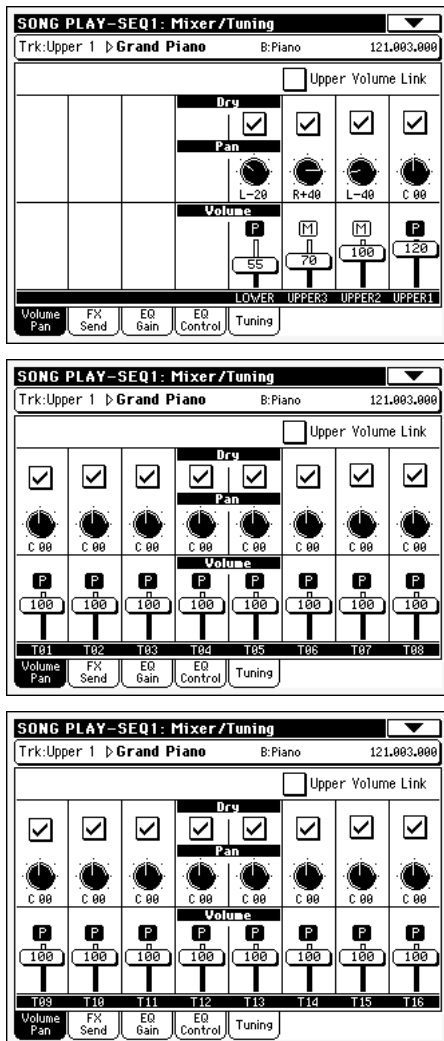 SONG PLAY-SEQ1: Mixer/Tuning
Trk:Upper 1 ▷Grand Piano B:Piano 121.003.000
Upper Volume Link
Dry
Pan
L-20 R+40 L-40 C 00
Volume
P M M P
55 70 100 120
LOWER UPPER3 UPPER2 UPPER1
Volume Pan FX Send EQ Gain EQ Control Tuning
SONG PLAY-SEQ1: Mixer/Tuning
Trk:Upper 1 ▷Grand Piano B:Piano 121.003.000
Upper Volume Link
Dry
Pan
C 00 C 00 C 00 C 00 C 00 C 00 C 00 C 00
Volume
P P P P P P P P
100 100 100 100 100 100 100 100
T01 T02 T03 T04 T05 T06 T07 T08
Volume Pan FX Send EQ Gain EQ Control Tuning
SONG PLAY-SEQ1: Mixer/Tuning
Trk:Upper 1 ▷Grand Piano B:Piano 121.003.000
Upper Volume Link
Dry
Pan
C 00 C 00 C 00 C 00 C 00 C 00 C 00 C 00
Volume
P P P P P P P P
100 100 100 100 100 100 100 100
T09 T10 T11 T12 T13 T14 T15 T16
Volume Pan FX Send EQ Gain EQ Control Tuning